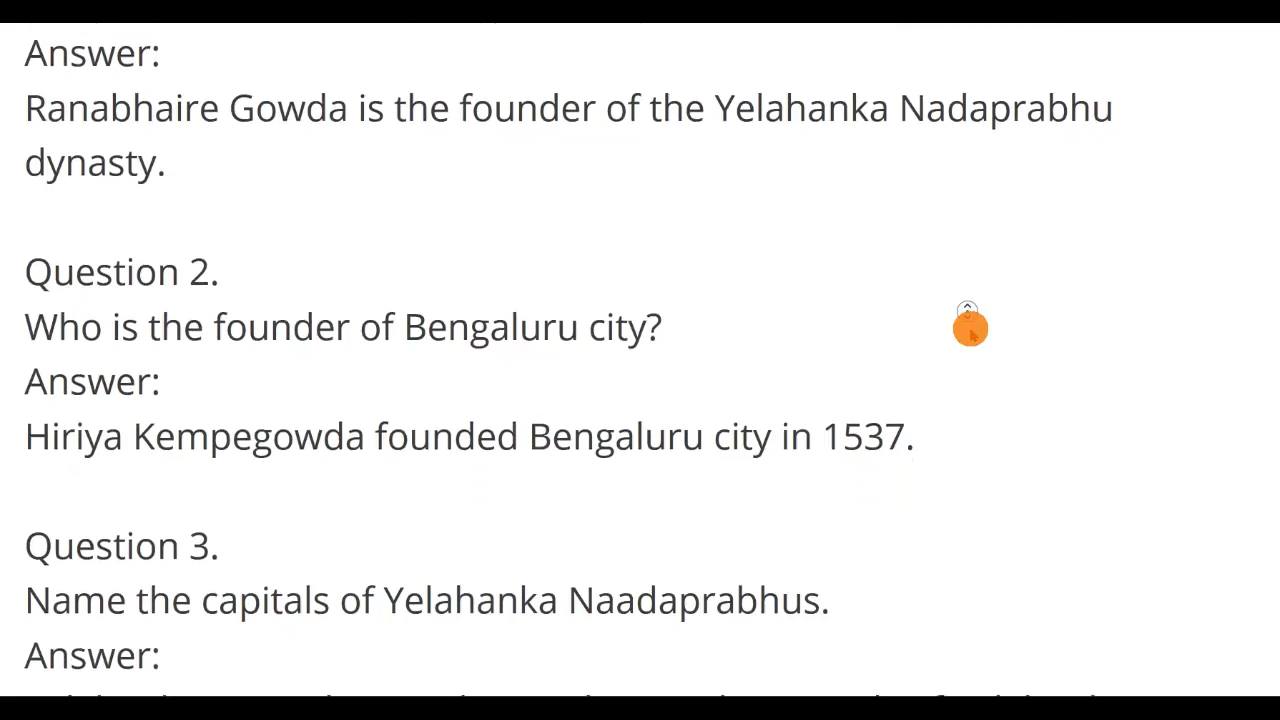 Answer:
Ranabhaire Gowda is the founder of the Yelahanka Nadaprabhu
dynasty.
Question 2.
Who is the founder of Bengaluru city?
Answer:
Hiriya Kempegowda founded Bengaluru city in 1537.
Question 3.
Name the capitals of Yelahanka Naadaprabhus.
Answer: